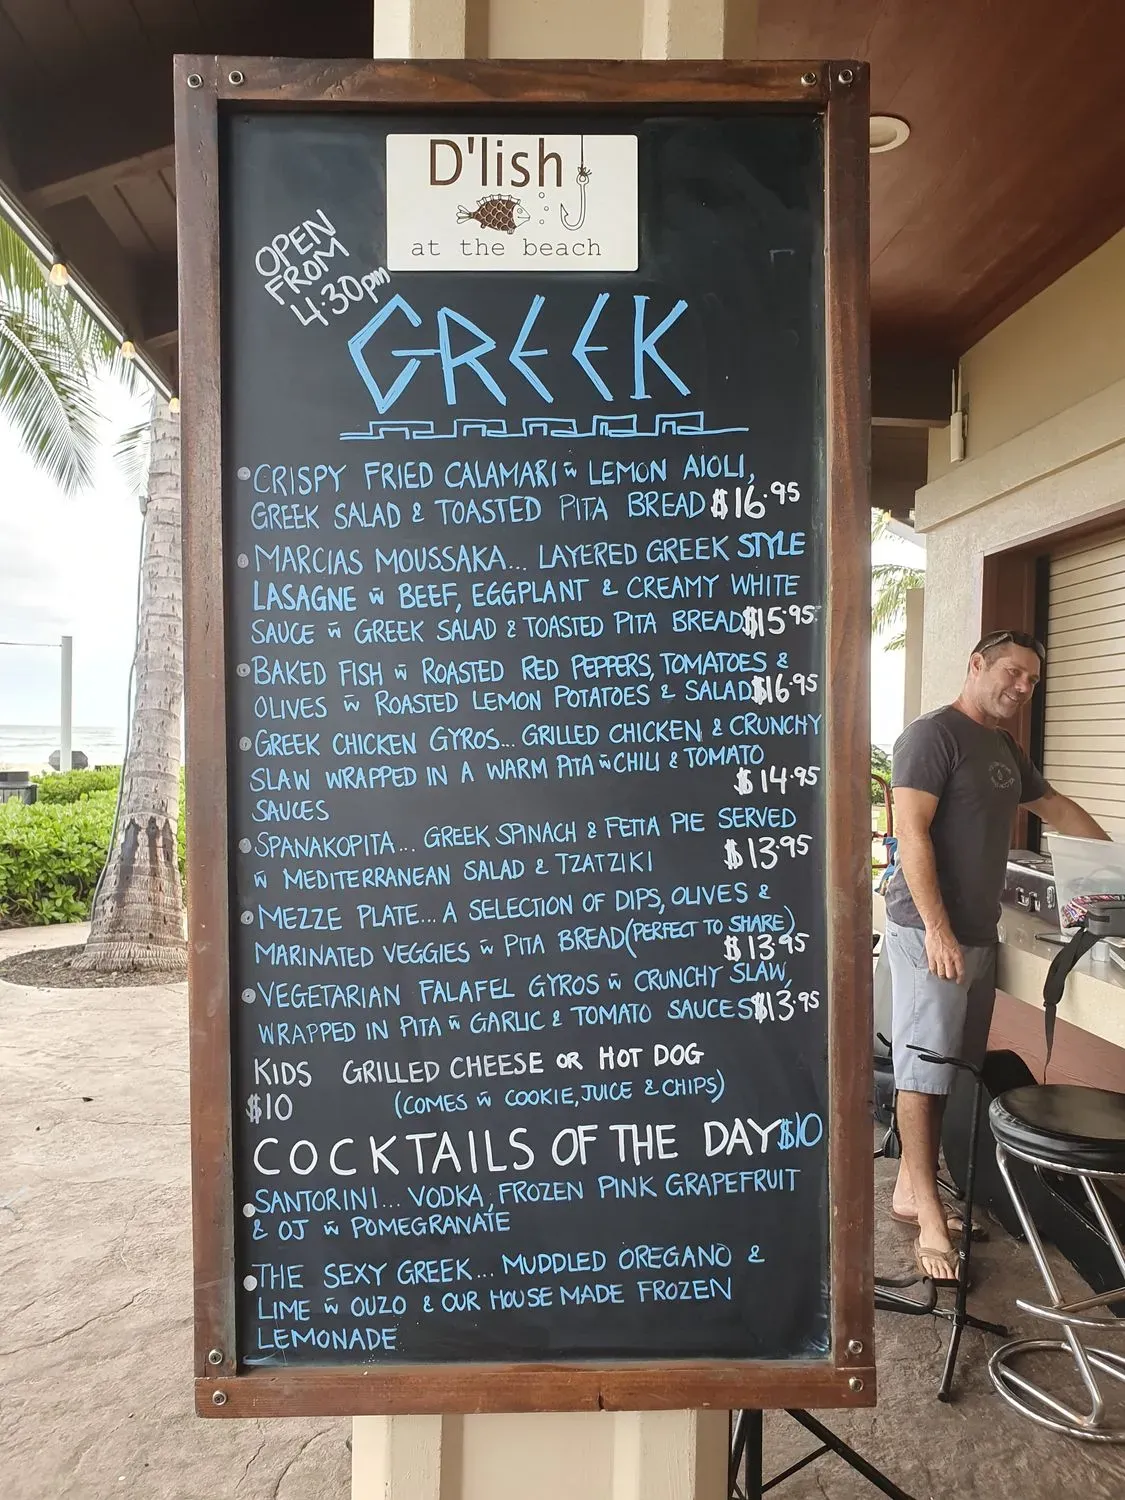 D'lish
at the beach
OPEN
FROM
4:30pm
GREEK
CRISPY FRIED CALAMARI w̄ LEMON AIOLI,
GREEK SALAD & TOASTED PITA BREAD $16.95
MARCIAS MOUSSAKA... LAYERED GREEK STYLE
LASAGNE w̄ BEEF, EGGPLANT & CREAMY WHITE
SAUCE w̄ GREEK SALAD & TOASTED PITA BREAD $15.95
BAKED FISH w̄ ROASTED RED PEPPERS, TOMATOES &
OLIVES w̄ ROASTED LEMON POTATOES & SALAD $16.95
GREEK CHICKEN GYROS... GRILLED CHICKEN & CRUNCHY
SLAW WRAPPED IN A WARM PITA w̄ CHILI & TOMATO
SAUCES $14.95
SPANAKOPITA... GREEK SPINACH & FETTA PIE SERVED
w̄ MEDITERRANEAN SALAD & TZATZIKI $13.95
MEZZE PLATE... A SELECTION OF DIPS, OLIVES &
MARINATED VEGGIES w̄ PITA BREAD (PERFECT TO SHARE) $13.95
VEGETARIAN FALAFEL GYROS w̄ CRUNCHY SLAW,
WRAPPED IN PITA w̄ GARLIC & TOMATO SAUCES $13.95
KIDS GRILLED CHEESE OR HOT DOG
$10 (COMES w̄ COOKIE, JUICE & CHIPS)
COCKTAILS OF THE DAY $10
SANTORINI... VODKA, FROZEN PINK GRAPEFRUIT
& OJ w̄ POMEGRANATE
THE SEXY GREEK... MUDDLED OREGANO &
LIME w̄ OUZO & OUR HOUSE MADE FROZEN
LEMONADE